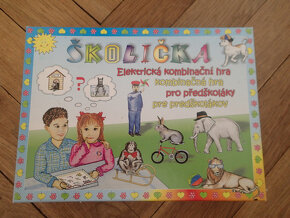 ŠKOLIČKA
Elektrická kombinační hra
kombinačná hra
pro předškoláky
pre predškolákov